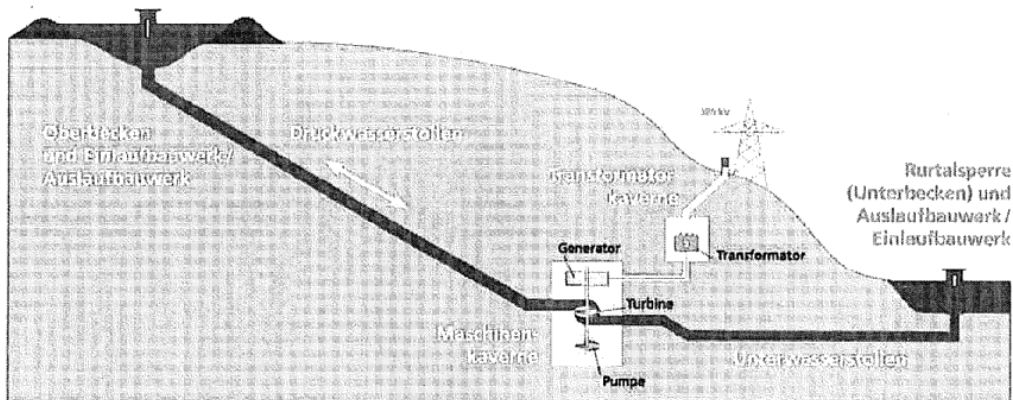 Oberbecken
und Einlaufbauwerk/
Auslaufbauwerk
Druckwasserstollen
Transformator-
kaverne
Rurtalsperre
(Unterbecken) und
Auslaufbauwerk /
Einlaufbauwerk
Generator
Transformator
Turbine
Maschinen-
kaverne
Unterwasserstollen
Pumpe